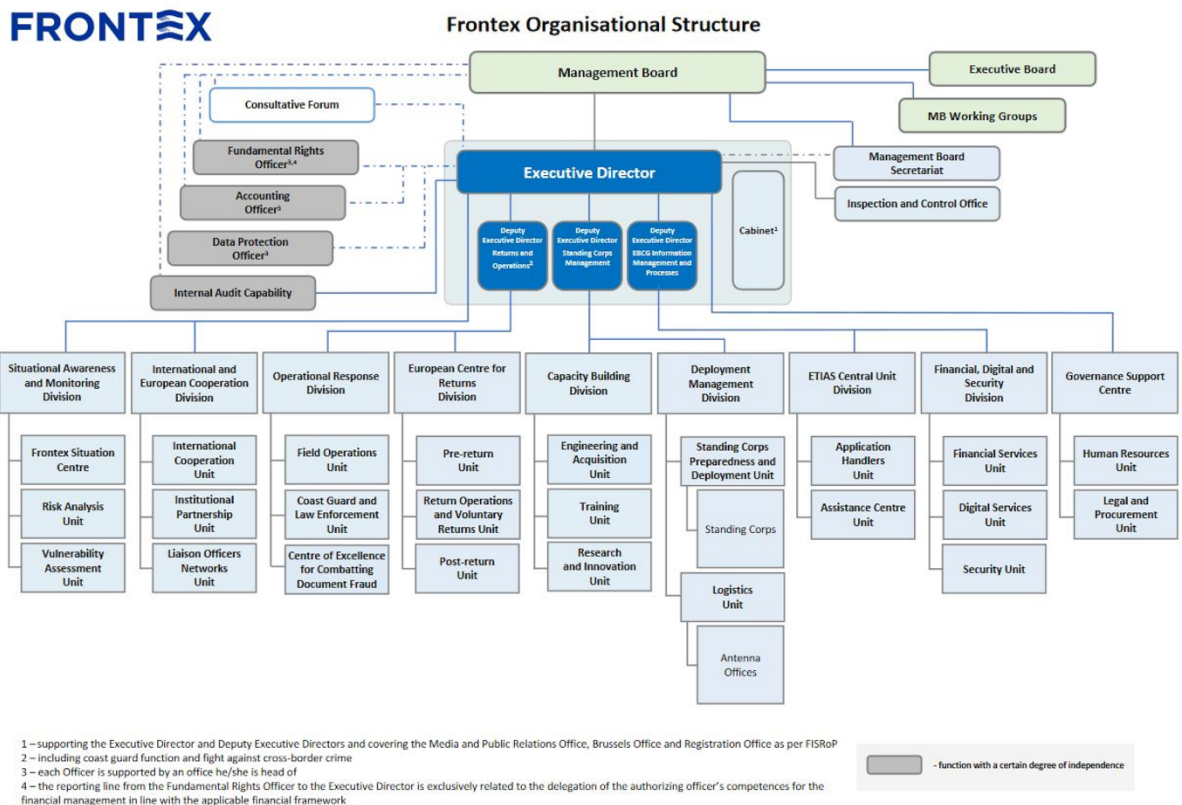 FRONTEX
Frontex Organisational Structure
Management Board
Executive Board
MB Working Groups
Consultative Forum
Fundamental Rights
Officer³,⁴
Accounting
Officer³
Data Protection
Officer³
Internal Audit Capability
Executive Director
Management Board
Secretariat
Inspection and Control Office
Cabinet¹
Deputy
Executive Director
Returns and
Operations²
Deputy
Executive Director
Standing Corps
Management
Deputy
Executive Director
EBCG Information
Management and
Processes
Situational Awareness
and Monitoring
Division
International and
European Cooperation
Division
Operational Response
Division
European Centre for
Returns
Division
Capacity Building
Division
Deployment
Management
Division
ETIAS Central Unit
Division
Financial, Digital and
Security
Division
Governance Support
Centre
Frontex Situation
Centre
Risk Analysis
Unit
Vulnerability
Assessment
Unit
International
Cooperation
Unit
Institutional
Partnership
Unit
Liaison Officers
Networks
Unit
Field Operations
Unit
Coast Guard and
Law Enforcement
Unit
Centre of Excellence
for Combatting
Document Fraud
Pre-return
Unit
Return Operations
and Voluntary
Returns Unit
Post-return
Unit
Engineering and
Acquisition
Unit
Training
Unit
Research
and Innovation
Unit
Standing Corps
Preparedness and
Deployment Unit
Standing Corps
Logistics
Unit
Antenna
Offices
Application
Handlers
Unit
Assistance Centre
Unit
Financial Services
Unit
Digital Services
Unit
Security Unit
Human Resources
Unit
Legal and
Procurement
Unit
1 – supporting the Executive Director and Deputy Executive Directors and covering the Media and Public Relations Office, Brussels Office and Registration Office as per FISRoP
2 – including coast guard function and fight against cross-border crime
3 – each Officer is supported by an office he/she is head of
4 – the reporting line from the Fundamental Rights Officer to the Executive Director is exclusively related to the delegation of the authorizing officer's competences for the
financial management in line with the applicable financial framework
- function with a certain degree of independence